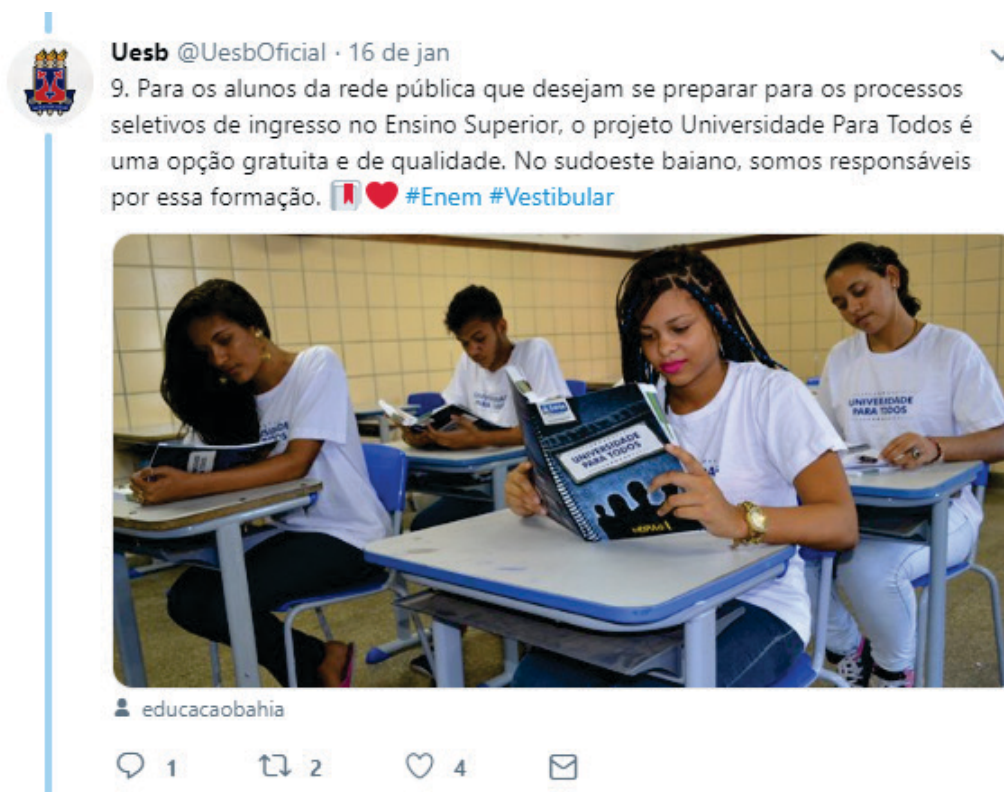 Uesb @UesbOficial · 16 de jan
9. Para os alunos da rede pública que desejam se preparar para os processos
seletivos de ingresso no Ensino Superior, o projeto Universidade Para Todos é
uma opção gratuita e de qualidade. No sudoeste baiano, somos responsáveis
por essa formação. #Enem #Vestibular
UNIVERSIDADE
PARA TODOS
UNIVERSIDADE
PARA TODOS
educacaobahia
1 2 4